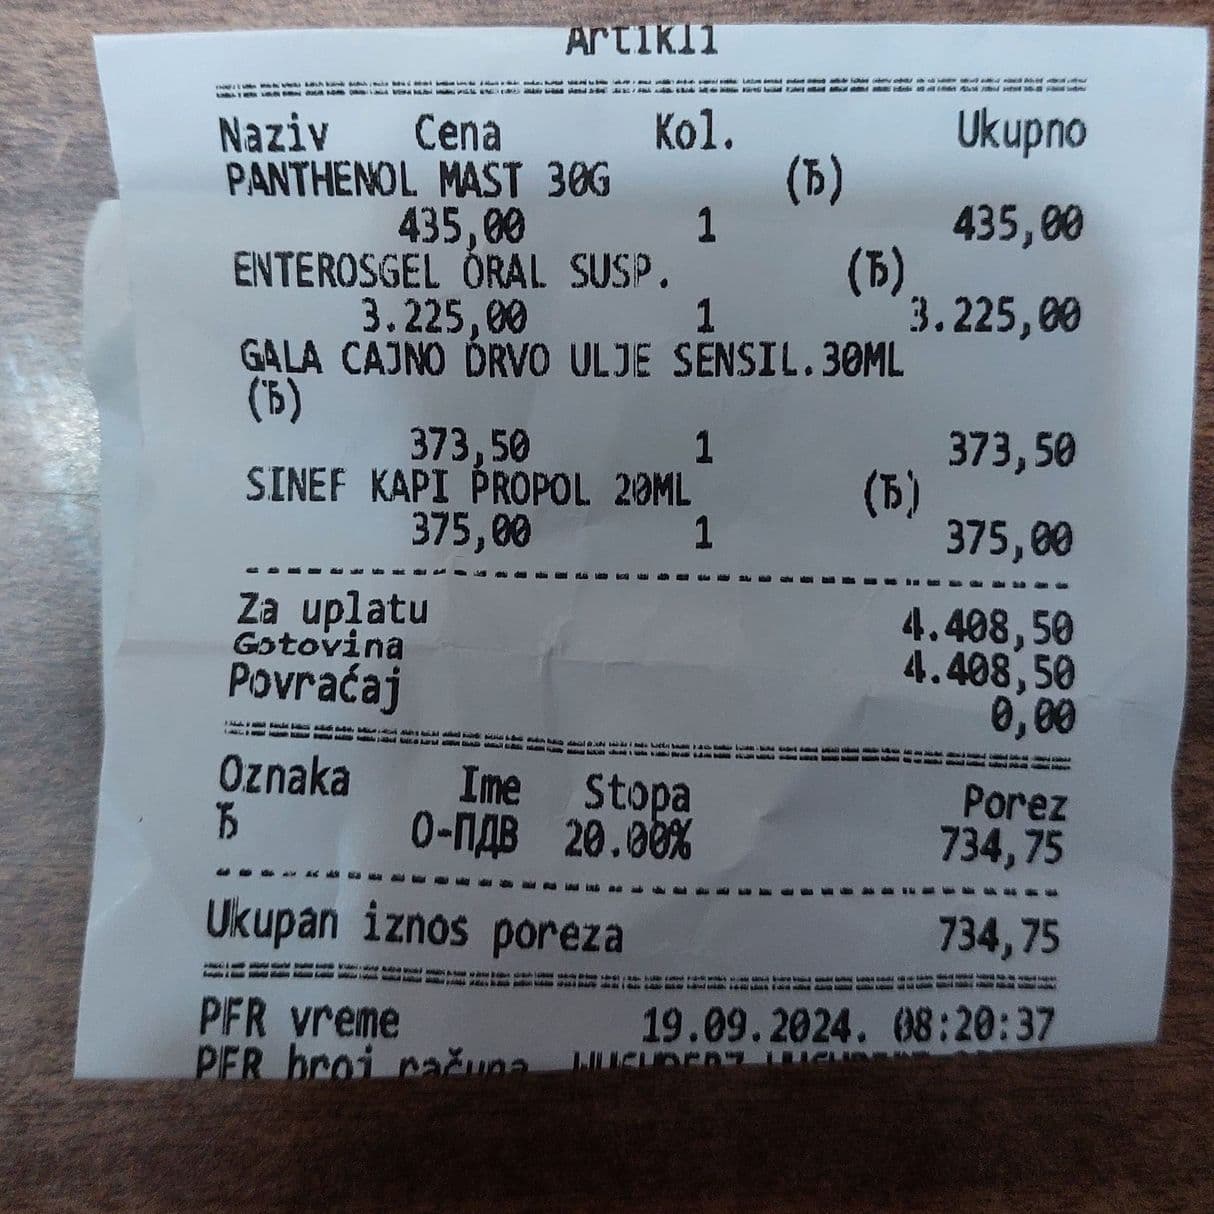 Artikli
Naziv Cena Kol. Ukupno
PANTHENOL MAST 30G (Ђ)
435,00 1 435,00
ENTEROSGEL ORAL SUSP. (Ђ)
3.225,00 1 3.225,00
GALA CAJNO DRVO ULJE SENSIL.30ML
(Ђ)
373,50 1 373,50
SINEF KAPI PROPOL 20ML (Ђ)
375,00 1 375,00
Za uplatu 4.408,50
Gotovina 4.408,50
Povraćaj 0,00
Oznaka Ime Stopa Porez
Ђ О-ПДВ 20.00% 734,75
Ukupan iznos poreza 734,75
PFR vreme 19.09.2024. 08:20:37
PFR broj računa